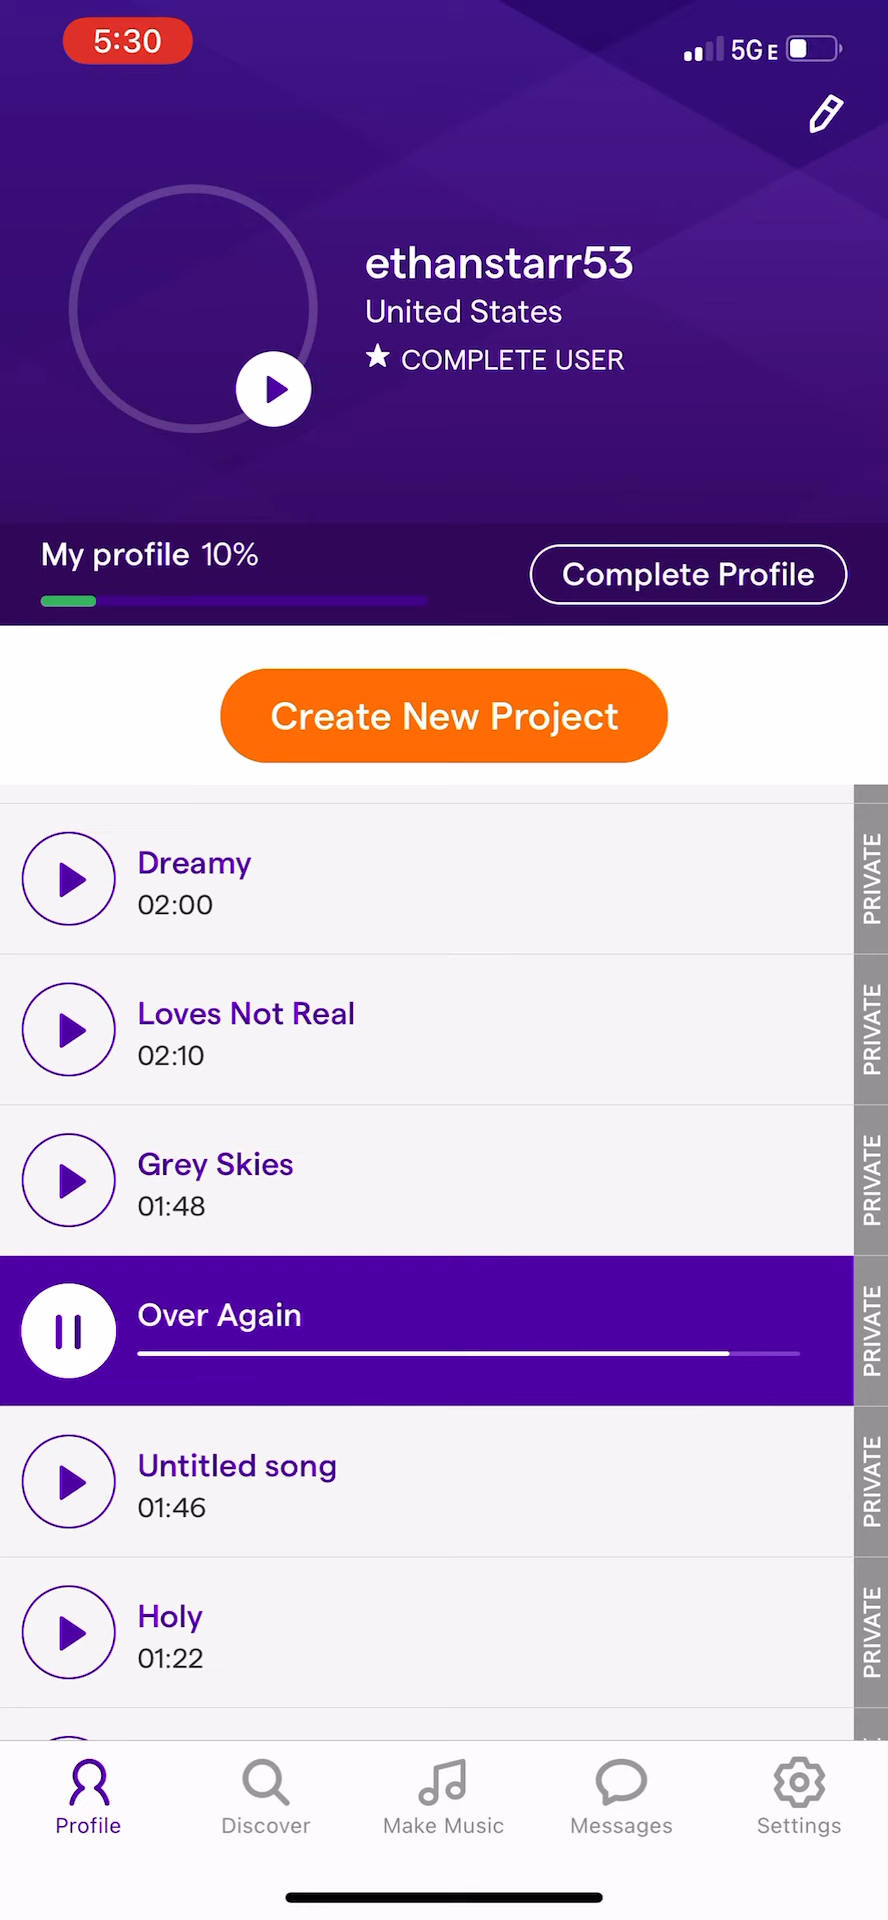 5:30
5G E
ethanstarr53
United States
COMPLETE USER
My profile 10%
Complete Profile
Create New Project
Dreamy
02:00
PRIVATE
Loves Not Real
02:10
PRIVATE
Grey Skies
01:48
PRIVATE
Over Again
PRIVATE
Untitled song
01:46
PRIVATE
Holy
01:22
PRIVATE
Profile
Discover
Make Music
Messages
Settings